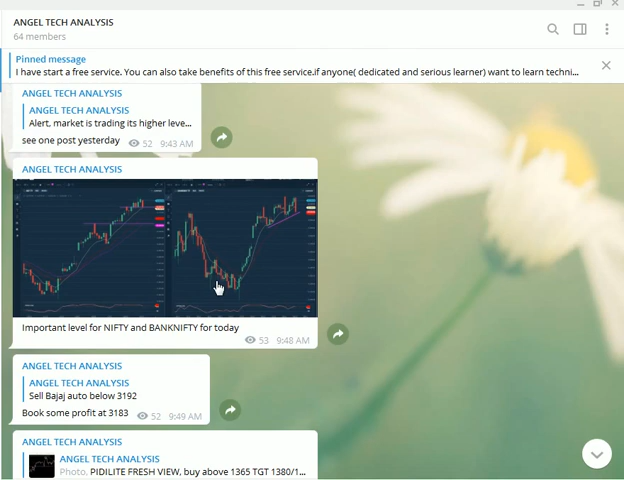 ANGEL TECH ANALYSIS
64 members
Pinned message
I have start a free service. You can also take benefits of this free service.if anyone( dedicated and serious learner) want to learn techni...
ANGEL TECH ANALYSIS
ANGEL TECH ANALYSIS
Alert. market is trading its higher leve...
see one post yesterday 52 9:43 AM
ANGEL TECH ANALYSIS
Important level for NIFTY and BANKNIFTY for today
53 9:48 AM
ANGEL TECH ANALYSIS
ANGEL TECH ANALYSIS
Sell Bajaj auto below 3192
Book some profit at 3183 52 9:49 AM
ANGEL TECH ANALYSIS
ANGEL TECH ANALYSIS
Photo. PIDILITE FRESH VIEW, buy above 1365 TGT 1380/1...